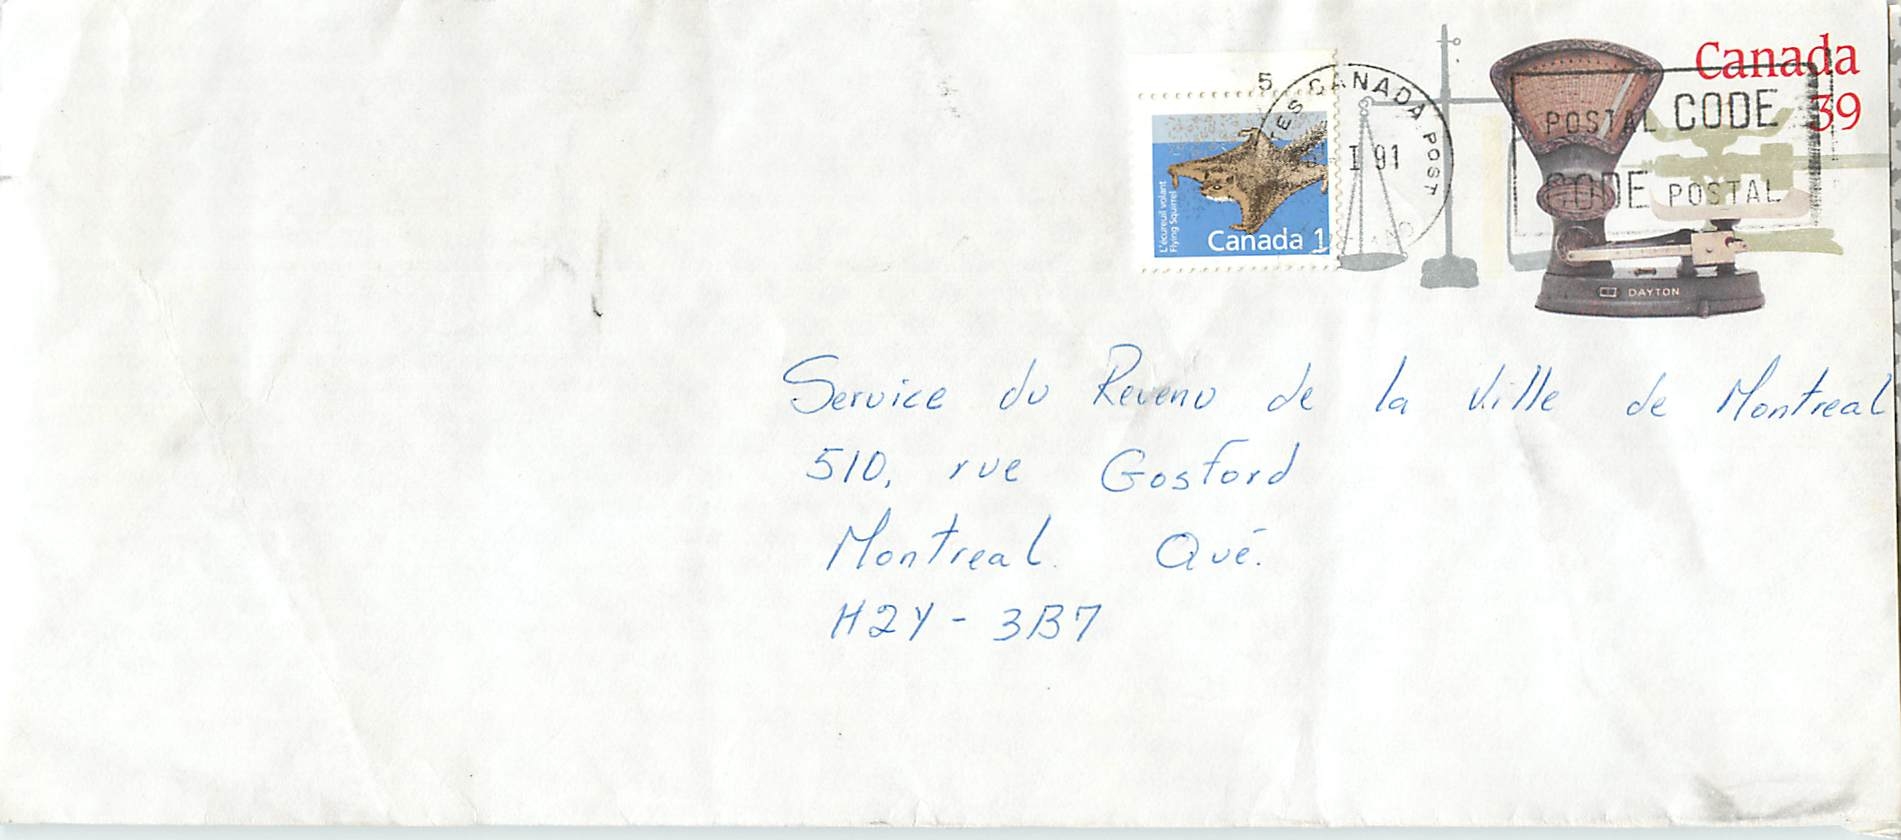 Canada
39
5
POSTES CANADA POST
I 91
POSTAL CODE
CODE POSTAL
L'écureuil volant
Flying Squirrel
Canada 1
DAYTON
Service du Revenu de la Ville de Montreal
510, rue Gosford
Montreal Qué.
H2Y - 3B7